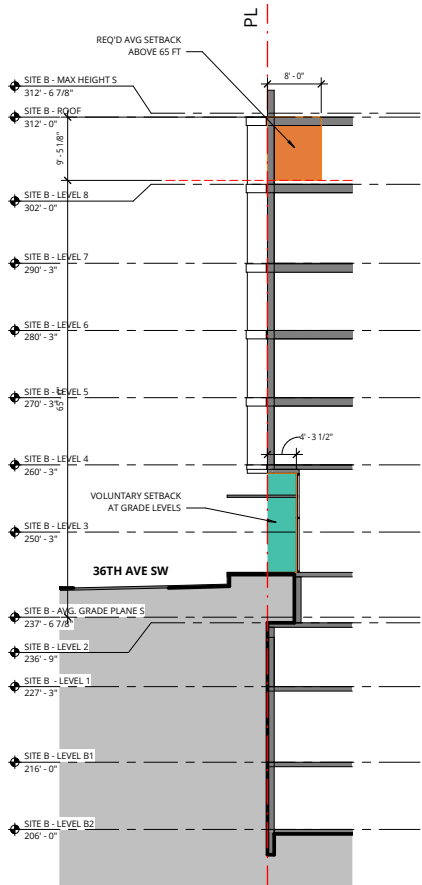 PL
REQ'D AVG SETBACK
ABOVE 65 FT
8' - 0"
SITE B - MAX HEIGHT S
312' - 6 7/8"
SITE B - ROOF
312' - 0"
9' - 5 1/8"
SITE B - LEVEL 8
302' - 0"
SITE B - LEVEL 7
290' - 3"
SITE B - LEVEL 6
280' - 3"
SITE B - LEVEL 5
270' - 3"
4' - 3 1/2"
SITE B - LEVEL 4
260' - 3"
VOLUNTARY SETBACK
AT GRADE LEVELS
SITE B - LEVEL 3
250' - 3"
36TH AVE SW
SITE B - AVG. GRADE PLANE S
237' - 6 7/8"
SITE B - LEVEL 2
236' - 9"
SITE B - LEVEL 1
227' - 3"
SITE B - LEVEL B1
216' - 0"
SITE B - LEVEL B2
206' - 0"